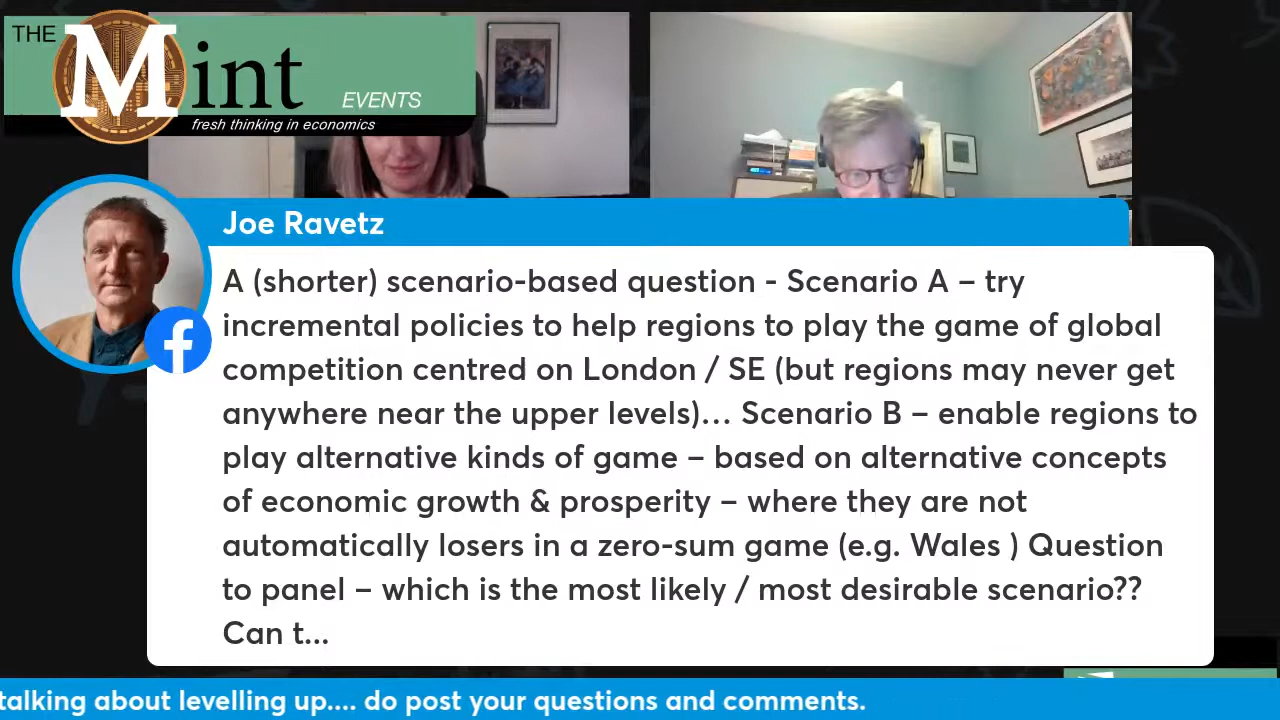 THE
Mint
EVENTS
fresh thinking in economics
Joe Ravetz
A (shorter) scenario-based question - Scenario A – try
incremental policies to help regions to play the game of global
competition centred on London / SE (but regions may never get
anywhere near the upper levels)… Scenario B – enable regions to
play alternative kinds of game – based on alternative concepts
of economic growth & prosperity – where they are not
automatically losers in a zero-sum game (e.g. Wales ) Question
to panel – which is the most likely / most desirable scenario??
Can t...
talking about levelling up.... do post your questions and comments.